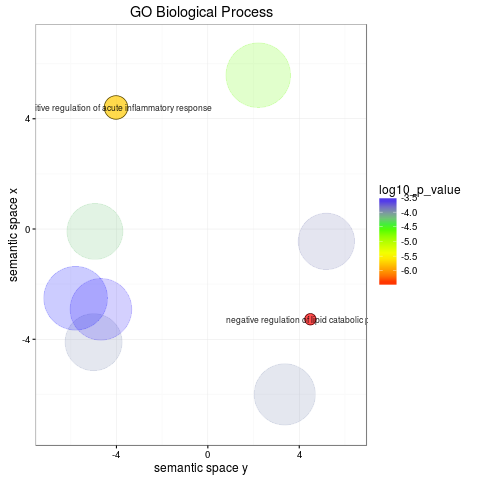 GO Biological Process
itive regulation of acute inflammatory response
negative regulation of lipid catabolic
semantic space x
semantic space y
4
0
-4
-4
0
4
log10_p_value
-3.5
-4.0
-4.5
-5.0
-5.5
-6.0